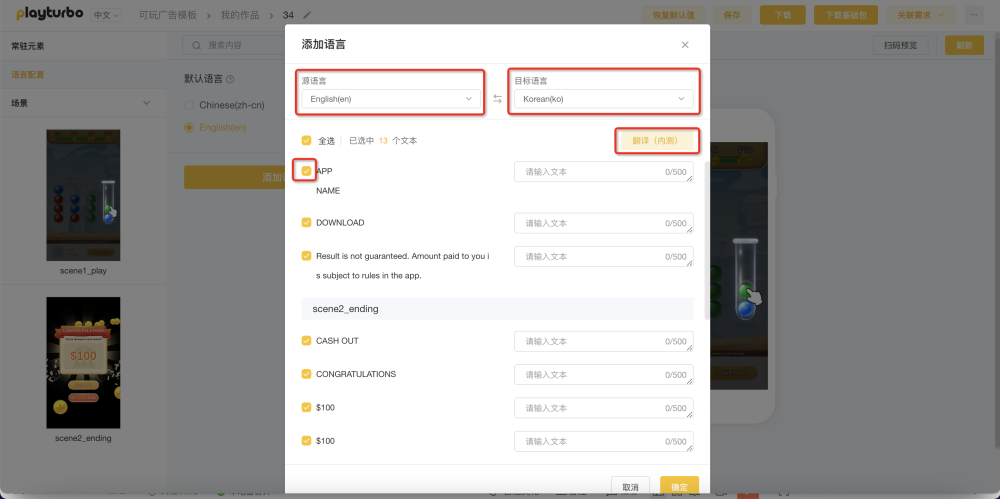 playturbo 中文 可玩广告模板 > 我的作品 > 34 恢复默认值 保存 下载 下载基础包 关联需求
常驻元素
语言配置
场景
scene1_play
scene2_ending
搜索内容
默认语言
Chinese(zh-cn)
English(en)
添加
扫码预览 刷新
添加语言
源语言
English(en)
目标语言
Korean(ko)
全选 已选中 13 个文本
翻译（内测）
APP
NAME
请输入文本 0/500
DOWNLOAD
请输入文本 0/500
Result is not guaranteed. Amount paid to you i
s subject to rules in the app.
请输入文本 0/500
scene2_ending
CASH OUT
请输入文本 0/500
CONGRATULATIONS
请输入文本 0/500
$100
请输入文本 0/500
$100
请输入文本 0/500
取消 确定